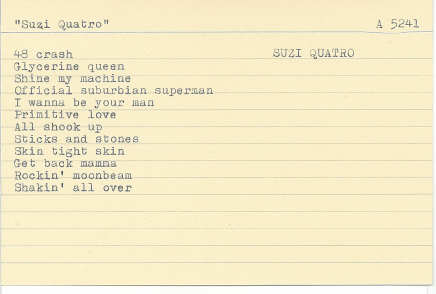 "Suzi Quatro" A 5241
48 crash SUZI QUATRO
Glycerine queen
Shine my machine
Official suburbian superman
I wanna be your man
Primitive love
All shook up
Sticks and stones
Skin tight skin
Get back mamma
Rockin' moonbeam
Shakin' all over